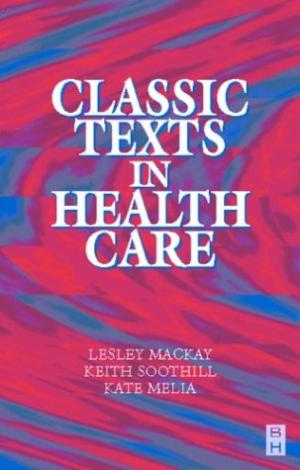 CLASSIC
TEXTS
IN
HEALTH
CARE
LESLEY MACKAY
KEITH SOOTHILL
KATE MELIA
B
H